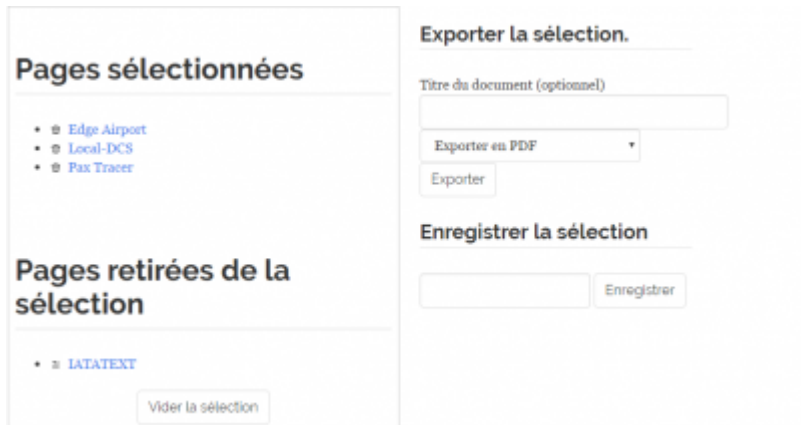 Pages sélectionnées
Edge Airport
Local-DCS
Pax Tracer
Pages retirées de la
sélection
IATATEXT
Vider la sélection
Exporter la sélection.
Titre du document (optionnel)
Exporter en PDF
Exporter
Enregistrer la sélection
Enregistrer